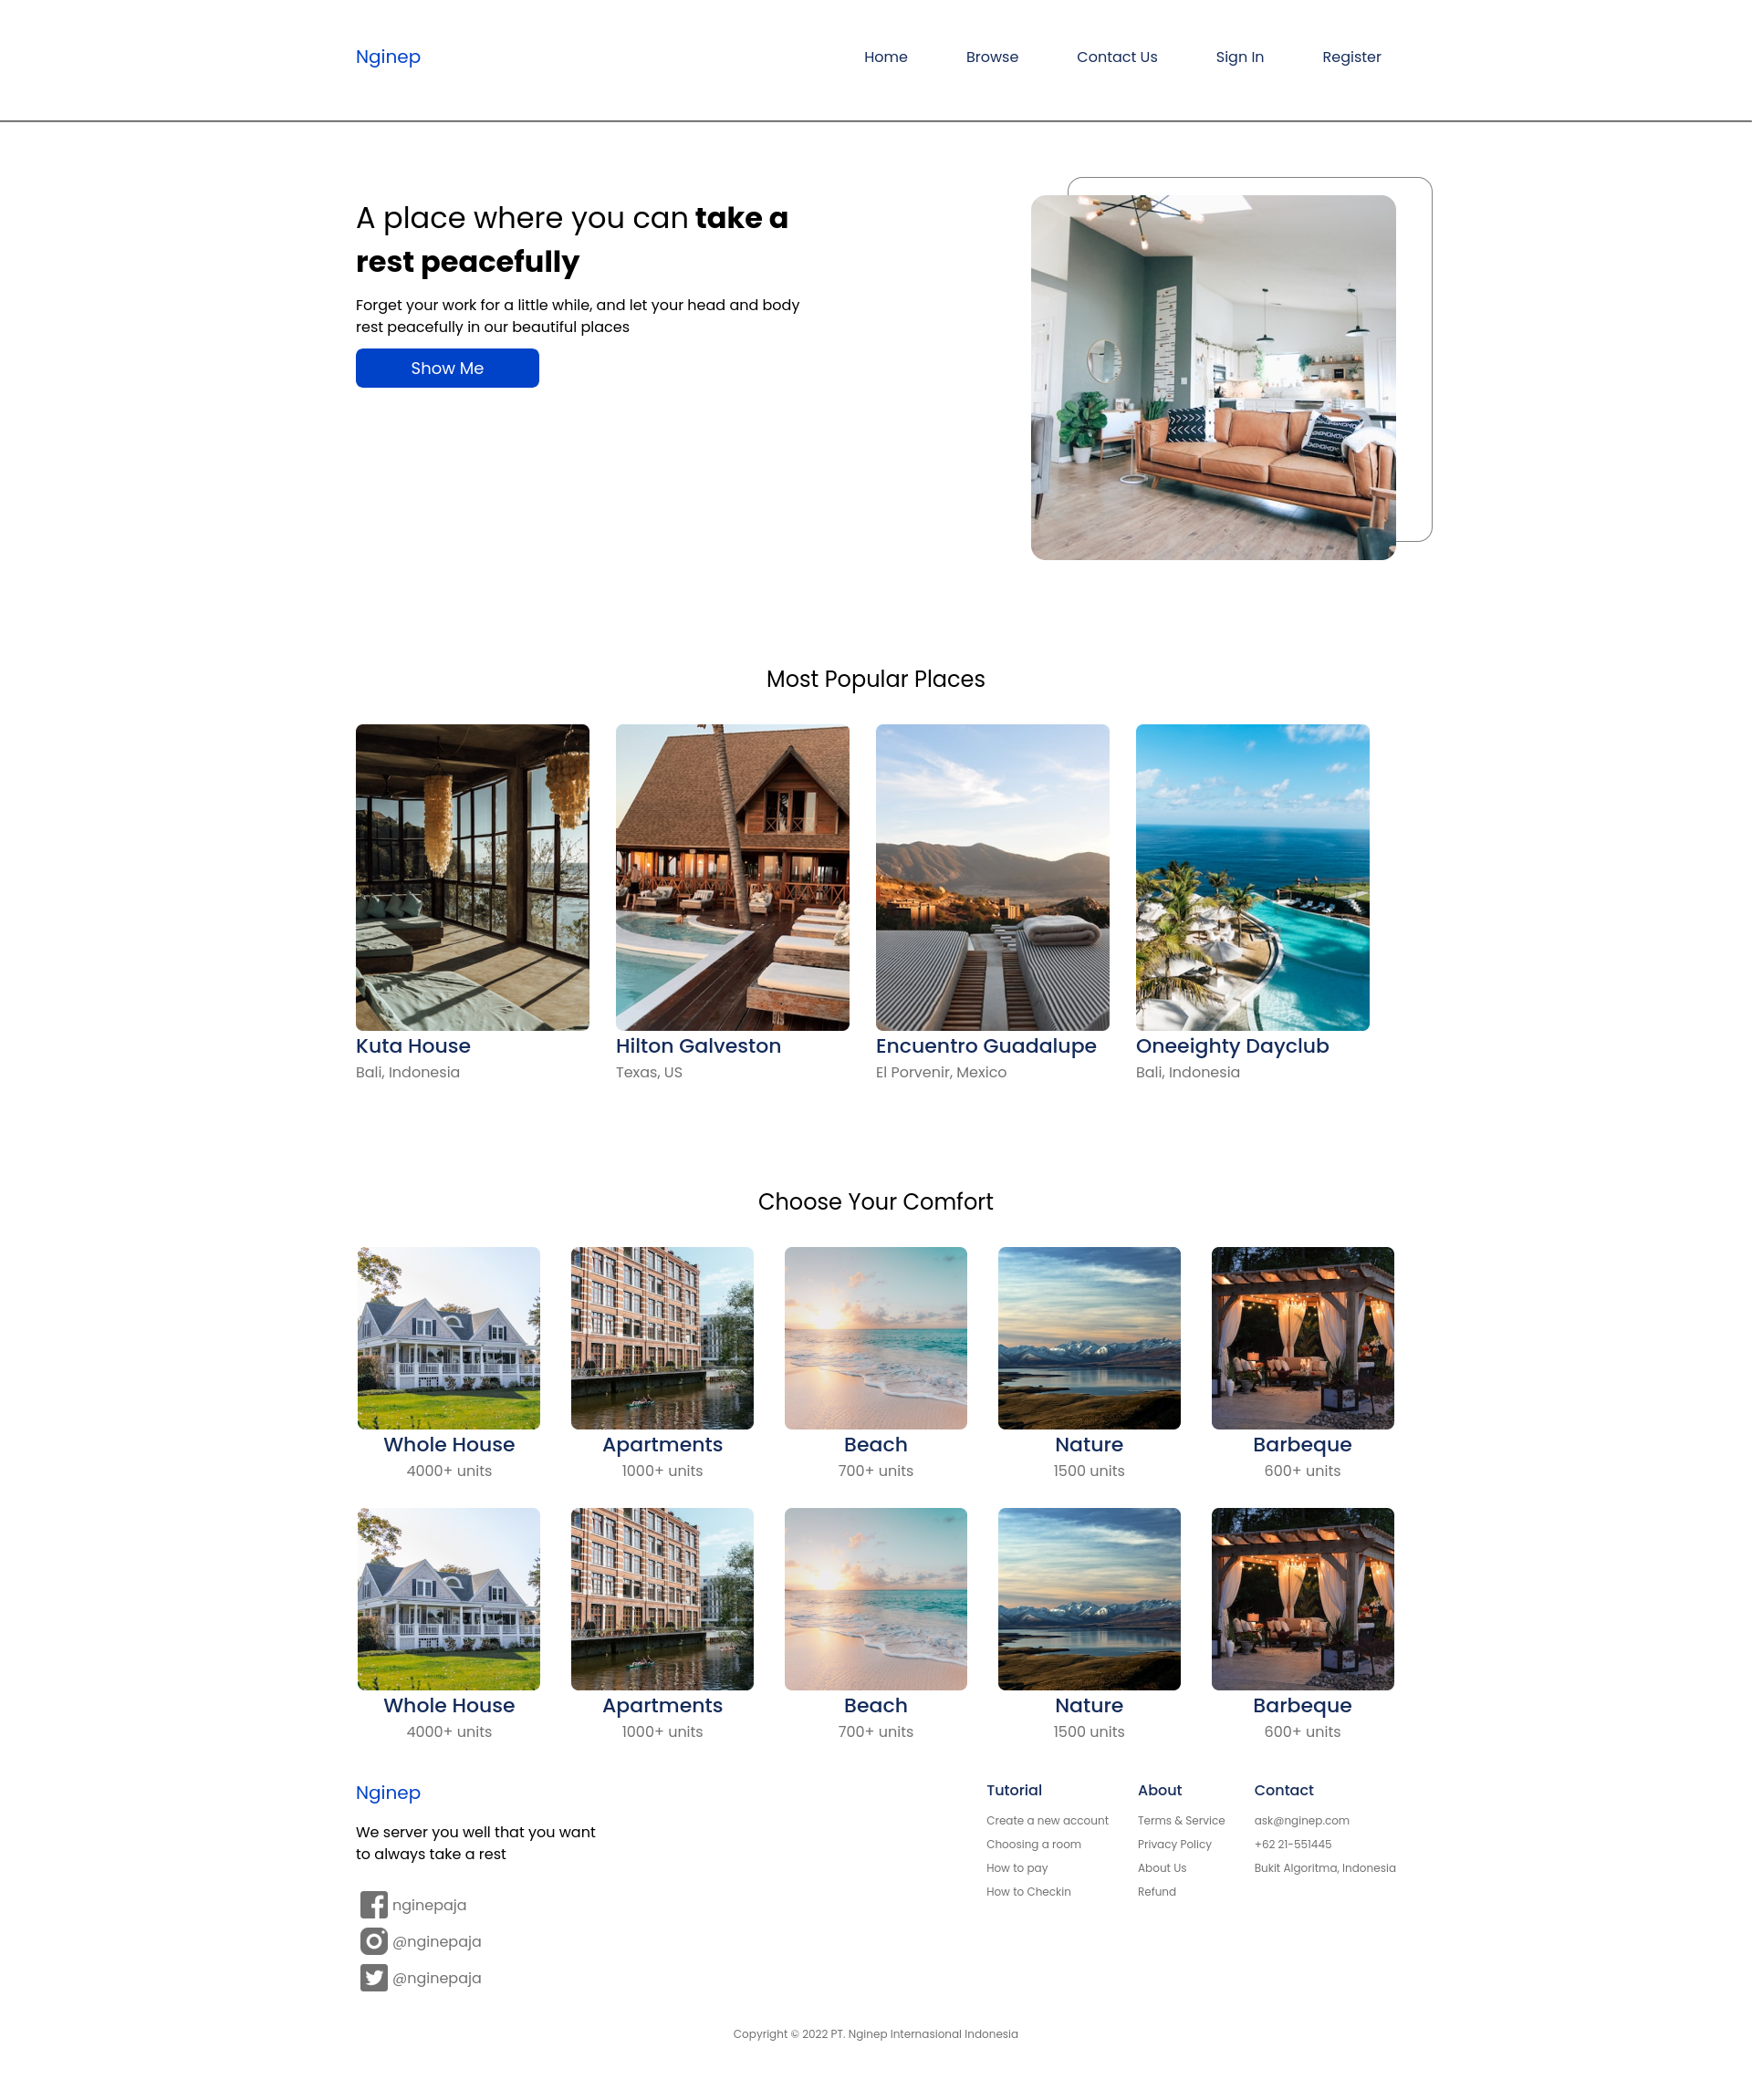 Nginep
Home Browse Contact Us Sign In Register
A place where you can take a
rest peacefully
Forget your work for a little while, and let your head and body
rest peacefully in our beautiful places
Show Me
Most Popular Places
Kuta House
Bali, Indonesia
Hilton Galveston
Texas, US
Encuentro Guadalupe
El Porvenir, Mexico
Oneeighty Dayclub
Bali, Indonesia
Choose Your Comfort
Whole House
4000+ units
Apartments
1000+ units
Beach
700+ units
Nature
1500 units
Barbeque
600+ units
Whole House
4000+ units
Apartments
1000+ units
Beach
700+ units
Nature
1500 units
Barbeque
600+ units
Nginep
We server you well that you want
to always take a rest
nginepaja
@nginepaja
@nginepaja
Tutorial
Create a new account
Choosing a room
How to pay
How to Checkin
About
Terms & Service
Privacy Policy
About Us
Refund
Contact
ask@nginep.com
+62 21-551445
Bukit Algoritma, Indonesia
Copyright © 2022 PT. Nginep Internasional Indonesia